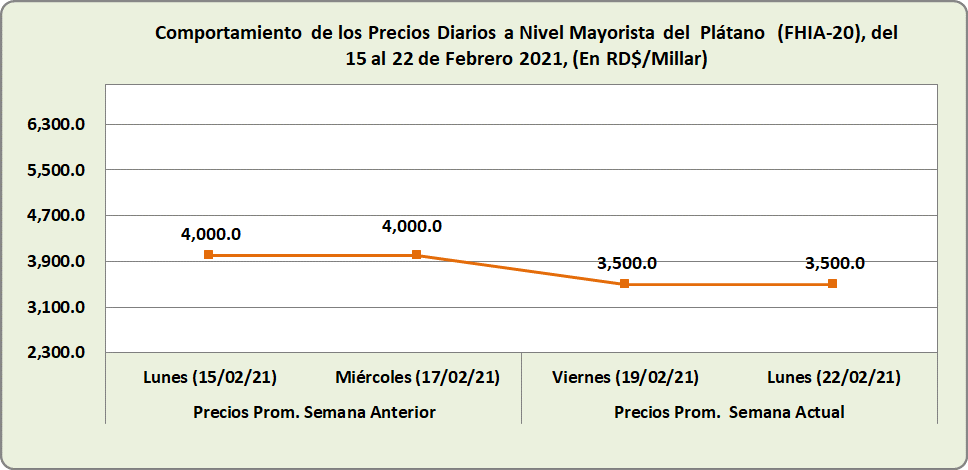 Comportamiento de los Precios Diarios a Nivel Mayorista del Plátano (FHIA-20), del
15 al 22 de Febrero 2021, (En RD$/Millar)
6,300.0
5,500.0
4,700.0
3,900.0
3,100.0
2,300.0
4,000.0
4,000.0
3,500.0
3,500.0
Lunes (15/02/21)
Miércoles (17/02/21)
Viernes (19/02/21)
Lunes (22/02/21)
Precios Prom. Semana Anterior
Precios Prom. Semana Actual